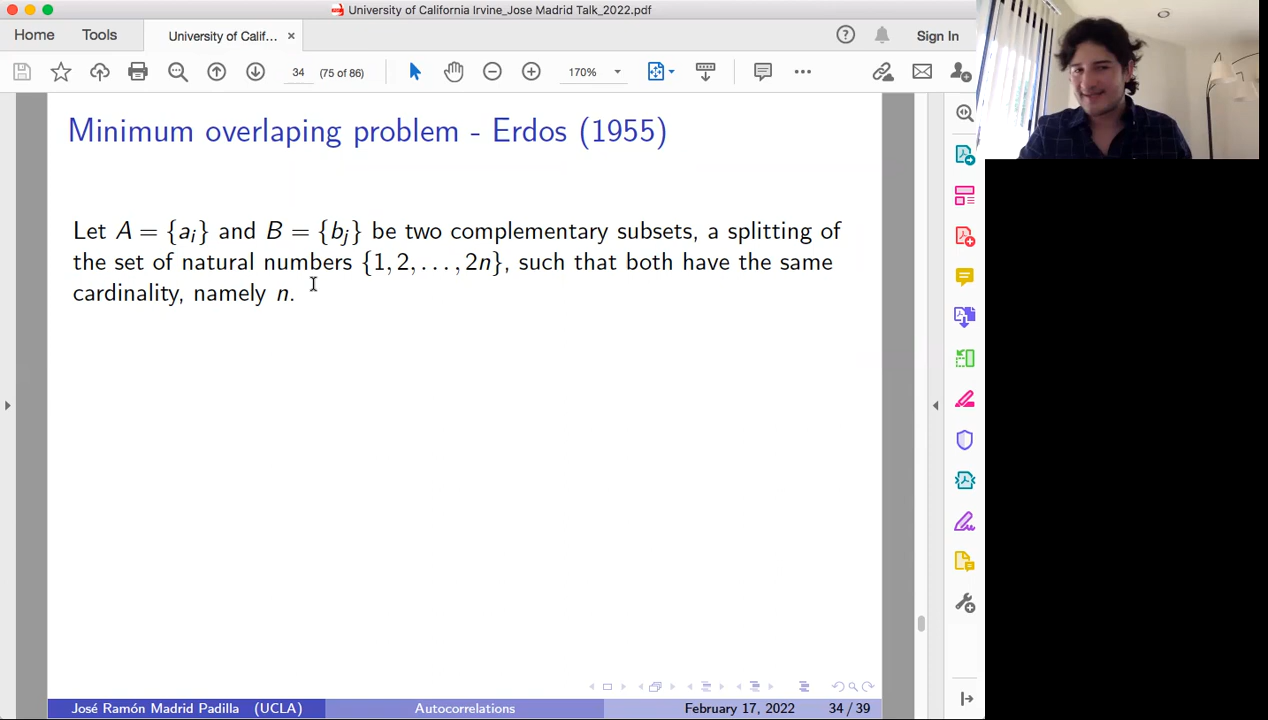 University of California Irvine_Jose Madrid Talk_2022.pdf
Home Tools University of Calif... × Sign In
34 (75 of 86) 170%
Minimum overlaping problem - Erdos (1955)
Let A = {aᵢ} and B = {bⱼ} be two complementary subsets, a splitting of
the set of natural numbers {1, 2, . . . , 2n}, such that both have the same
cardinality, namely n.
José Ramón Madrid Padilla (UCLA) Autocorrelations February 17, 2022 34 / 39